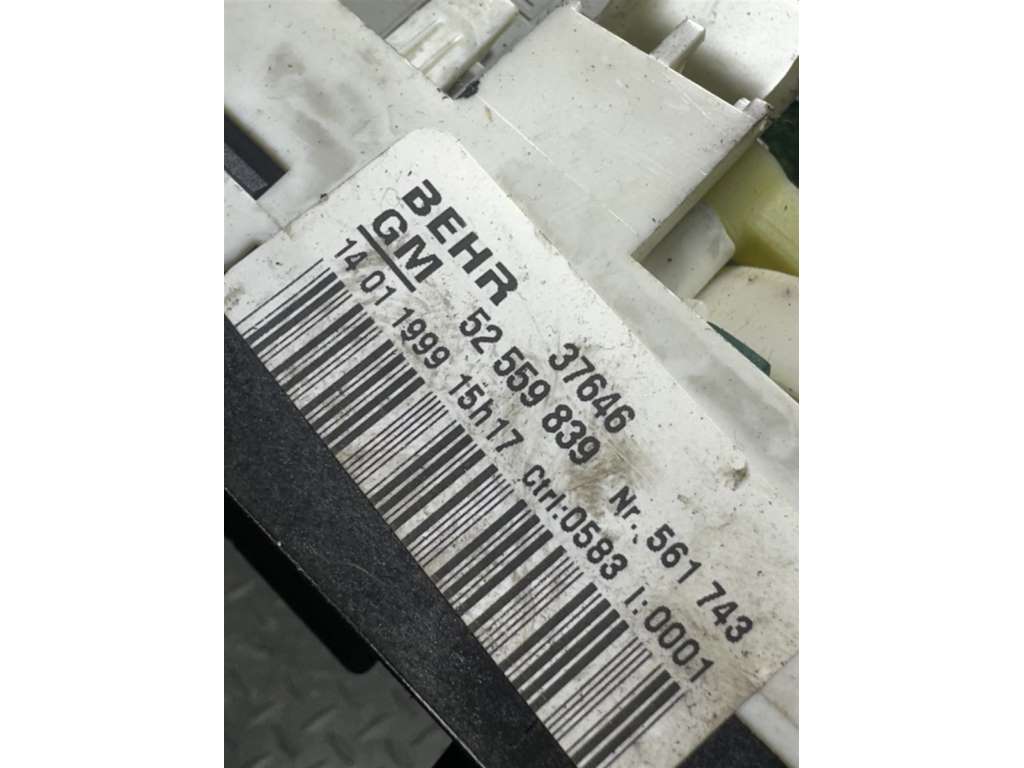 BEHR 37646 Nr. 561 743
GM 52 559 839
14 01 1999 15h17 Ctrl:0583 I:0001